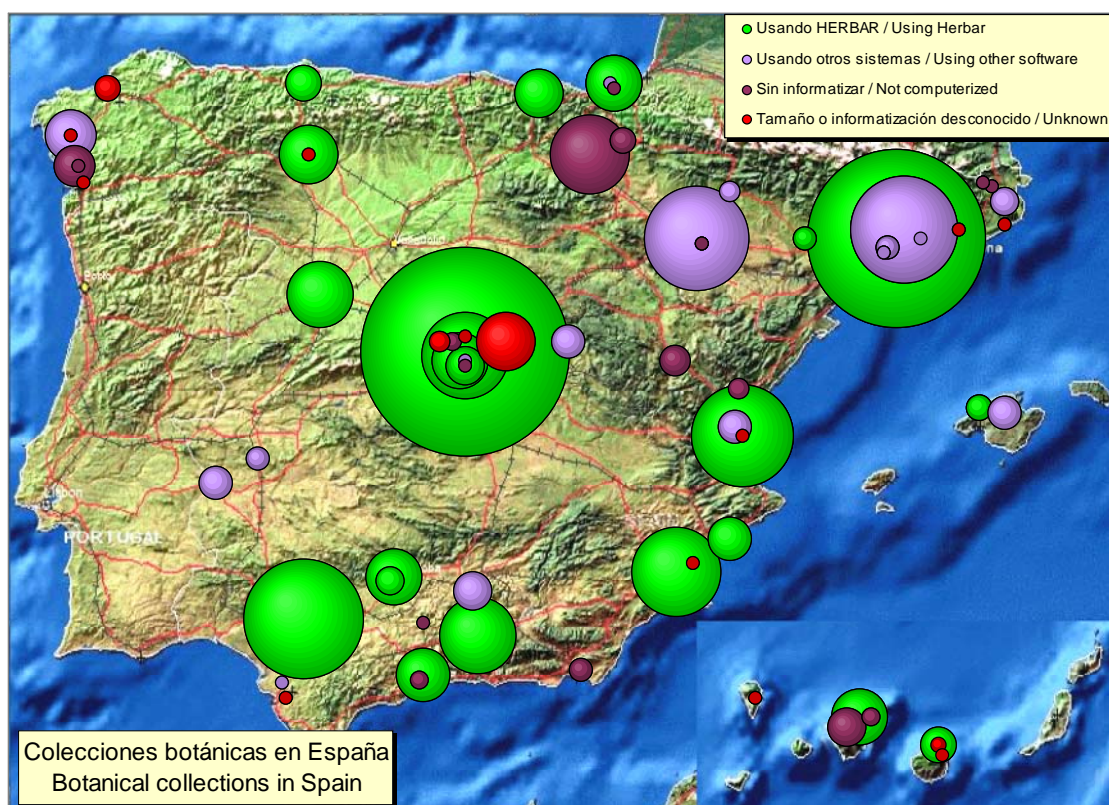 Usando HERBAR / Using Herbar
Usando otros sistemas / Using other software
Sin informatizar / Not computerized
Tamaño o informatización desconocido / Unknown
Porto
PORTUGAL
Colecciones botánicas en España
Botanical collections in Spain